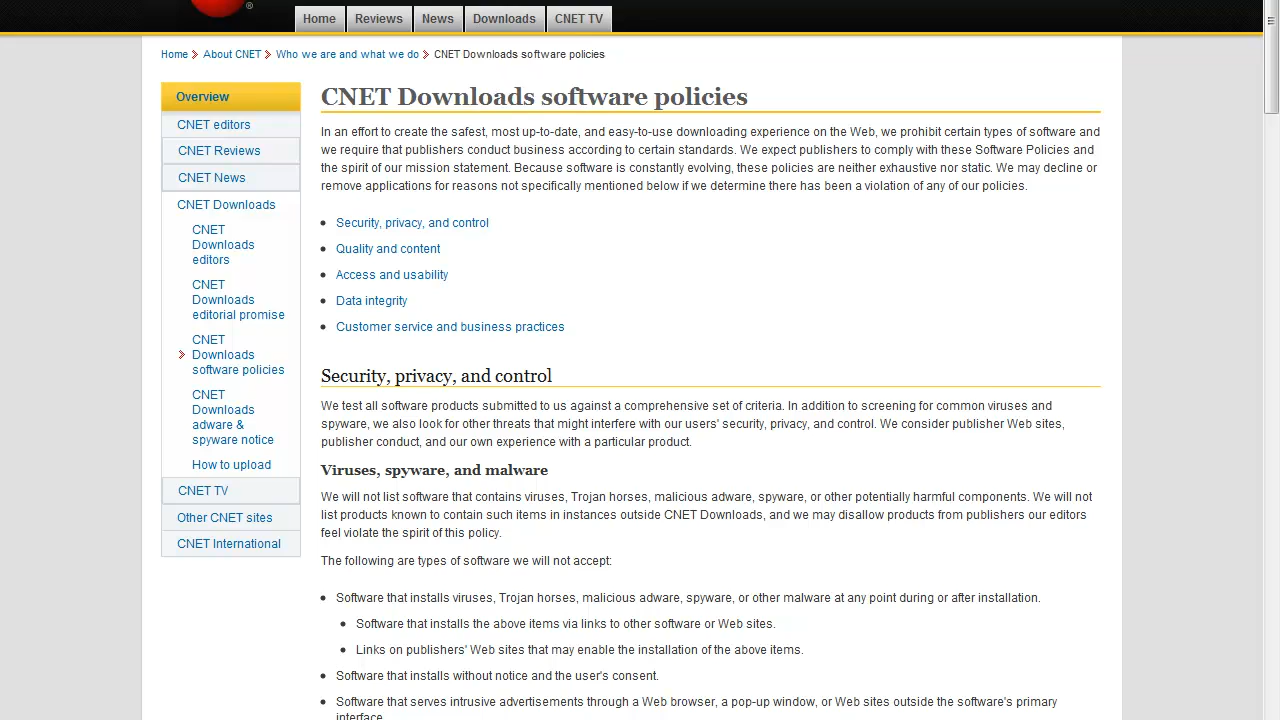 ®
Home Reviews News Downloads CNET TV
Home About CNET Who we are and what we do CNET Downloads software policies
Overview
CNET editors
CNET Reviews
CNET News
CNET Downloads
CNET
Downloads
editors
CNET
Downloads
editorial promise
CNET
Downloads
software policies
CNET
Downloads
adware &
spyware notice
How to upload
CNET TV
Other CNET sites
CNET International
CNET Downloads software policies
In an effort to create the safest, most up-to-date, and easy-to-use downloading experience on the Web, we prohibit certain types of software and
we require that publishers conduct business according to certain standards. We expect publishers to comply with these Software Policies and
the spirit of our mission statement. Because software is constantly evolving, these policies are neither exhaustive nor static. We may decline or
remove applications for reasons not specifically mentioned below if we determine there has been a violation of any of our policies.
Security, privacy, and control
Quality and content
Access and usability
Data integrity
Customer service and business practices
Security, privacy, and control
We test all software products submitted to us against a comprehensive set of criteria. In addition to screening for common viruses and
spyware, we also look for other threats that might interfere with our users' security, privacy, and control. We consider publisher Web sites,
publisher conduct, and our own experience with a particular product.
Viruses, spyware, and malware
We will not list software that contains viruses, Trojan horses, malicious adware, spyware, or other potentially harmful components. We will not
list products known to contain such items in instances outside CNET Downloads, and we may disallow products from publishers our editors
feel violate the spirit of this policy.
The following are types of software we will not accept:
Software that installs viruses, Trojan horses, malicious adware, spyware, or other malware at any point during or after installation.
Software that installs the above items via links to other software or Web sites.
Links on publishers' Web sites that may enable the installation of the above items.
Software that installs without notice and the user's consent.
Software that serves intrusive advertisements through a Web browser, a pop-up window, or Web sites outside the software's primary
interface.